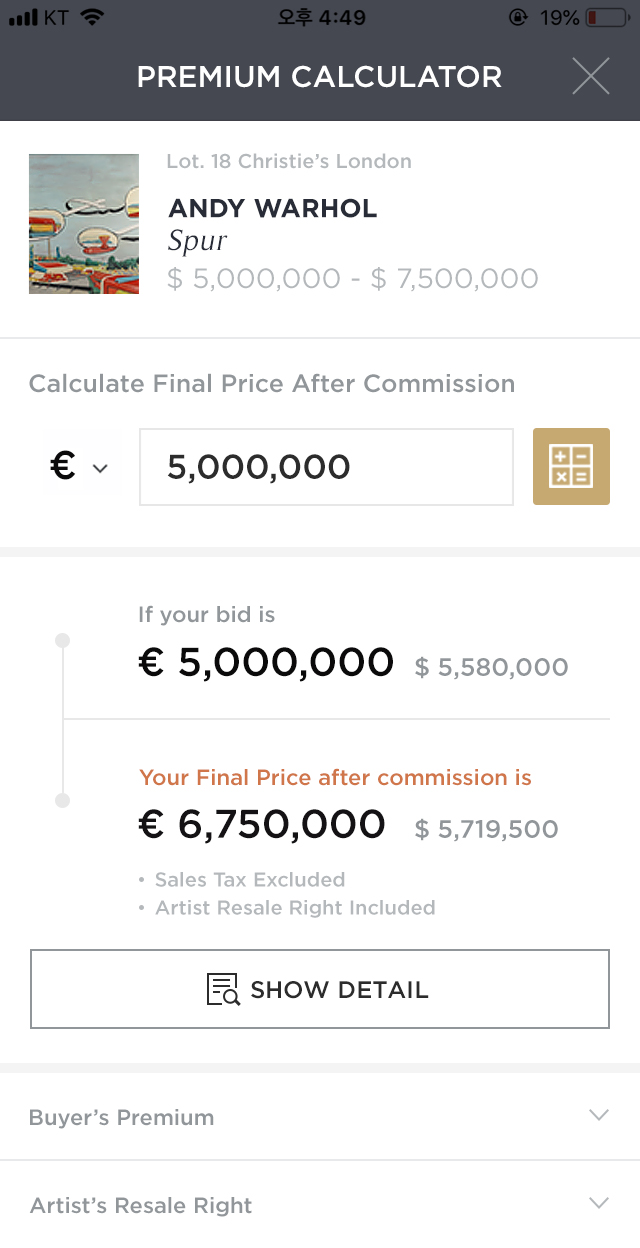 KT 오후 4:49 19%
PREMIUM CALCULATOR
Lot. 18 Christie's London
ANDY WARHOL
Spur
$ 5,000,000 - $ 7,500,000
Calculate Final Price After Commission
€ 5,000,000
If your bid is
€ 5,000,000 $ 5,580,000
Your Final Price after commission is
€ 6,750,000 $ 5,719,500
• Sales Tax Excluded
• Artist Resale Right Included
SHOW DETAIL
Buyer's Premium
Artist's Resale Right